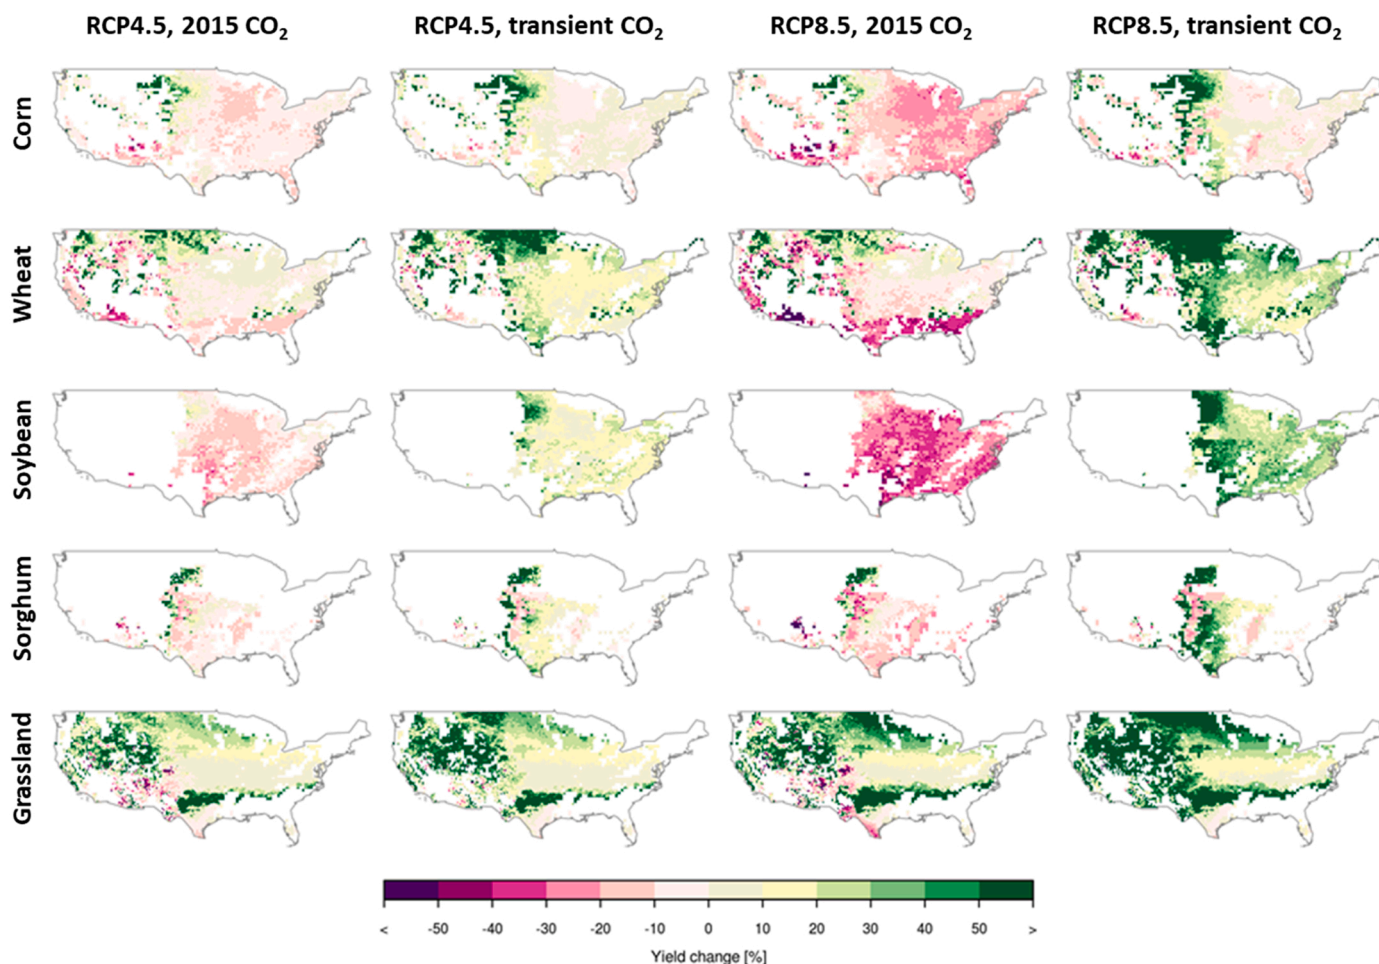 RCP4.5, 2015 CO₂ RCP4.5, transient CO₂ RCP8.5, 2015 CO₂ RCP8.5, transient CO₂
Corn
Wheat
Soybean
Sorghum
Grassland
< -50 -40 -30 -20 -10 0 10 20 30 40 50 >
Yield change [%]